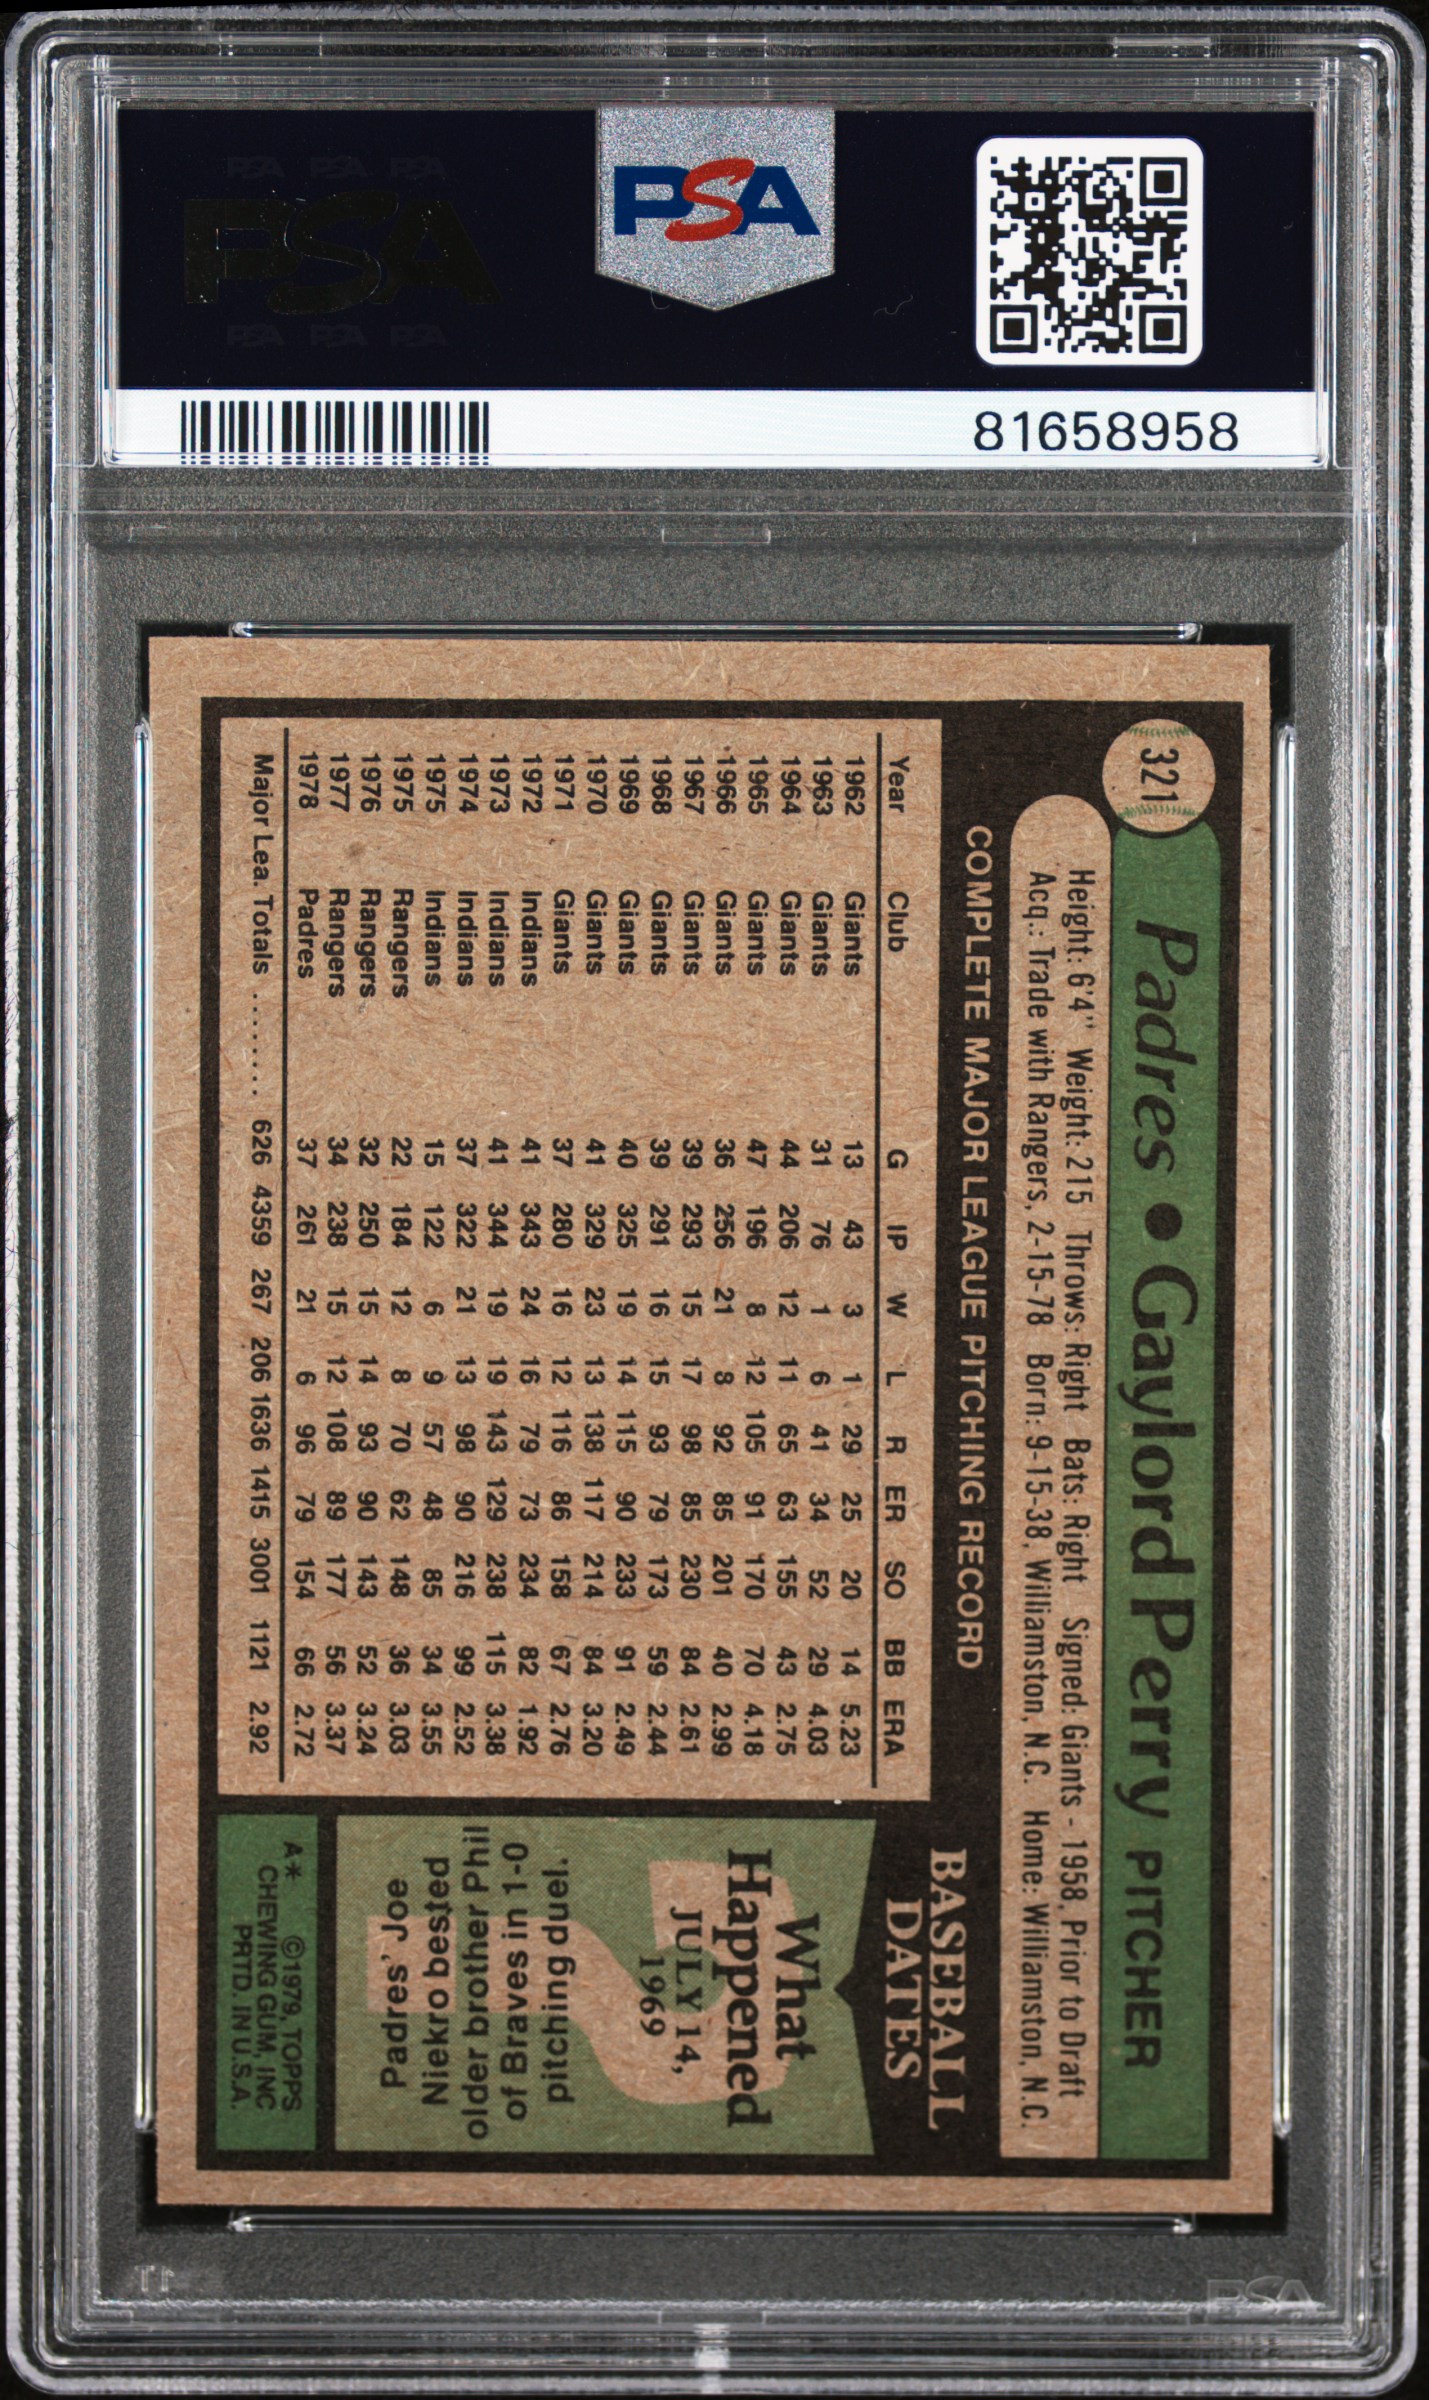 PSA PSA PSA
PSA
PSA PSA PSA
PSA
81658958
321
Padres • Gaylord Perry PITCHER
Height: 6'4" Weight: 215 Throws: Right Bats: Right Signed: Giants - 1958, Prior to Draft
Acq.: Trade with Rangers, 2-15-78 Born: 9-15-38, Williamston, N.C. Home: Williamston, N.C.
COMPLETE MAJOR LEAGUE PITCHING RECORD
Year Club G IP W L R ER SO BB ERA
1962 Giants 13 43 3 1 29 25 20 14 5.23
1963 Giants 31 76 1 6 41 34 52 29 4.03
1964 Giants 44 206 12 11 65 63 155 43 2.75
1965 Giants 47 196 8 12 105 91 170 70 4.18
1966 Giants 36 256 21 8 92 85 201 40 2.99
1967 Giants 39 293 15 17 98 85 230 84 2.61
1968 Giants 39 291 16 15 93 79 173 59 2.44
1969 Giants 40 325 19 14 115 90 233 91 2.49
1970 Giants 41 329 23 13 138 117 214 84 3.20
1971 Giants 37 280 16 12 116 86 158 67 2.76
1972 Indians 41 343 24 16 79 73 234 82 1.92
1973 Indians 41 344 19 19 143 129 238 115 3.38
1974 Indians 37 322 21 13 98 90 216 99 2.52
1975 Indians 15 122 6 9 57 48 85 34 3.55
1975 Rangers 22 184 12 8 70 62 148 36 3.03
1976 Rangers 32 250 15 14 93 90 143 52 3.24
1977 Rangers 34 238 15 12 108 89 177 56 3.37
1978 Padres 37 261 21 6 96 79 154 66 2.72
Major Lea. Totals ........ 626 4359 267 206 1636 1415 3001 1121 2.92
BASEBALL
DATES
What
Happened
JULY 14,
1969
?
Padres' Joe
Niekro bested
older brother Phil
of Braves in 1-0
pitching duel.
A* ©1979, TOPPS
CHEWING GUM, INC
PRTD. IN U.S.A.
PSA